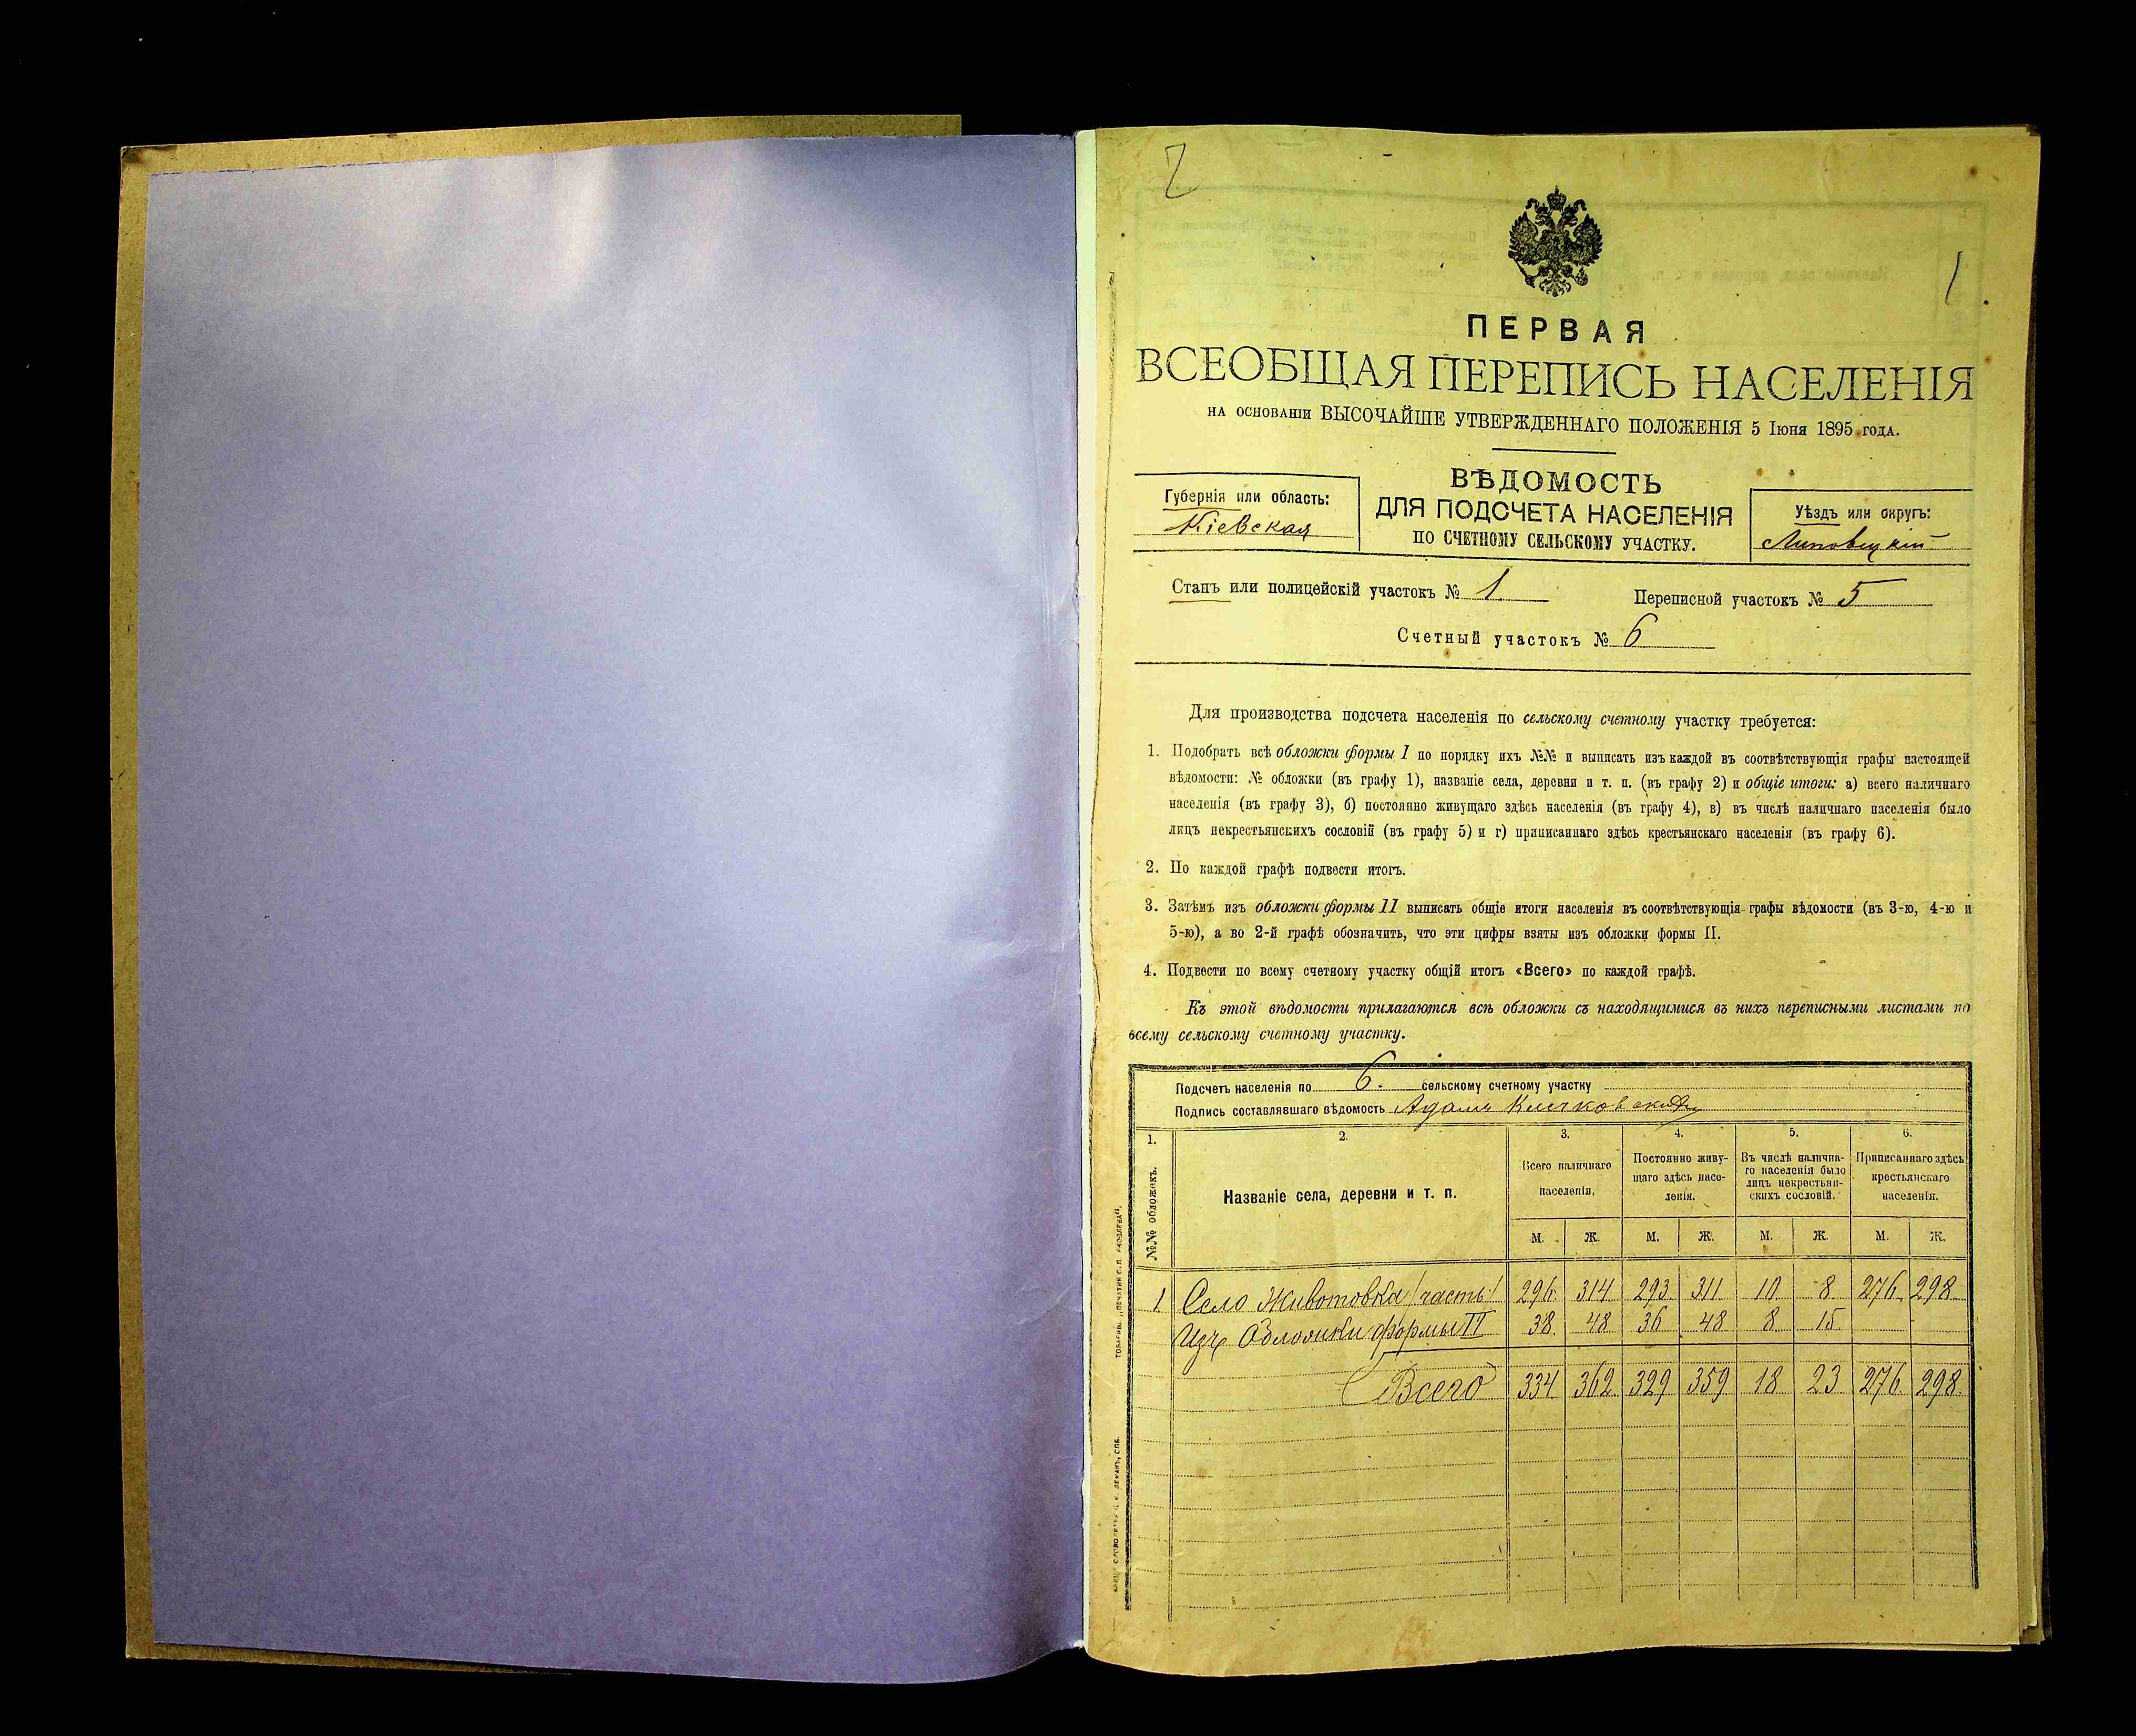 2
1
ПЕРВАЯ
ВСЕОБЩАЯ ПЕРЕПИСЬ НАСЕЛЕНІЯ
НА ОСНОВАНІИ ВЫСОЧАЙШЕ УТВЕРЖДЕННАГО ПОЛОЖЕНІЯ 5 Іюня 1895 ГОДА.
ВѢДОМОСТЬ
ДЛЯ ПОДСЧЕТА НАСЕЛЕНІЯ
ПО СЧЕТНОМУ СЕЛЬСКОМУ УЧАСТКУ.
Губернія или область:
Кіевская
Уѣздъ или округъ:
Липовецкій
Станъ или полицейскій участокъ № 1
Переписной участокъ № 5
Счетный участокъ № 6
Для производства подсчета населенія по сельскому счетному участку требуется:
1. Подобрать всѣ обложки формы I по порядку ихъ №№ и выписать изъ каждой въ соотвѣтствующія графы настоящей
вѣдомости: № обложки (въ графу 1), названіе села, деревни и т. п. (въ графу 2) и общіе итоги: а) всего наличнаго
населенія (въ графу 3), б) постоянно живущаго здѣсь населенія (въ графу 4), в) въ числѣ наличнаго населенія было
лицъ некрестьянскихъ сословій (въ графу 5) и г) приписаннаго здѣсь крестьянскаго населенія (въ графу 6).
2. По каждой графѣ подвести итогъ.
3. Затѣмъ изъ обложки формы II выписать общіе итоги населенія въ соотвѣтствующія графы вѣдомости (въ 3-ю, 4-ю и
5-ю), а во 2-й графѣ обозначить, что эти цифры взяты изъ обложки формы II.
4. Подвести по всему счетному участку общій итогъ «Всего» по каждой графѣ.
Къ этой вѣдомости прилагаются всѣ обложки съ находящимися въ нихъ переписными листами по
всему сельскому счетному участку.
Подсчетъ населенія по 6. сельскому счетному участку
Подпись составлявшаго вѣдомость Адамъ
1. 2. 3. 4. 5. 6.
№№ обложекъ.
Названіе села, деревни и т. п.
Всего наличнаго
населенія.
Постоянно живу-
щаго здѣсь насе-
ленія.
Въ числѣ налична-
го населенія было
лицъ некрестьян-
скихъ сословій.
Приписаннаго здѣсь
крестьянскаго
населенія.
М. Ж. М. Ж. М. Ж. М. Ж.
1 Село Животовка /часть/ 296. 314 293 311 10 8 276. 298.
Изъ Обложки формы II 38. 48 36 48 8 15
Всего 334 362 329 359 18 23 276. 298.